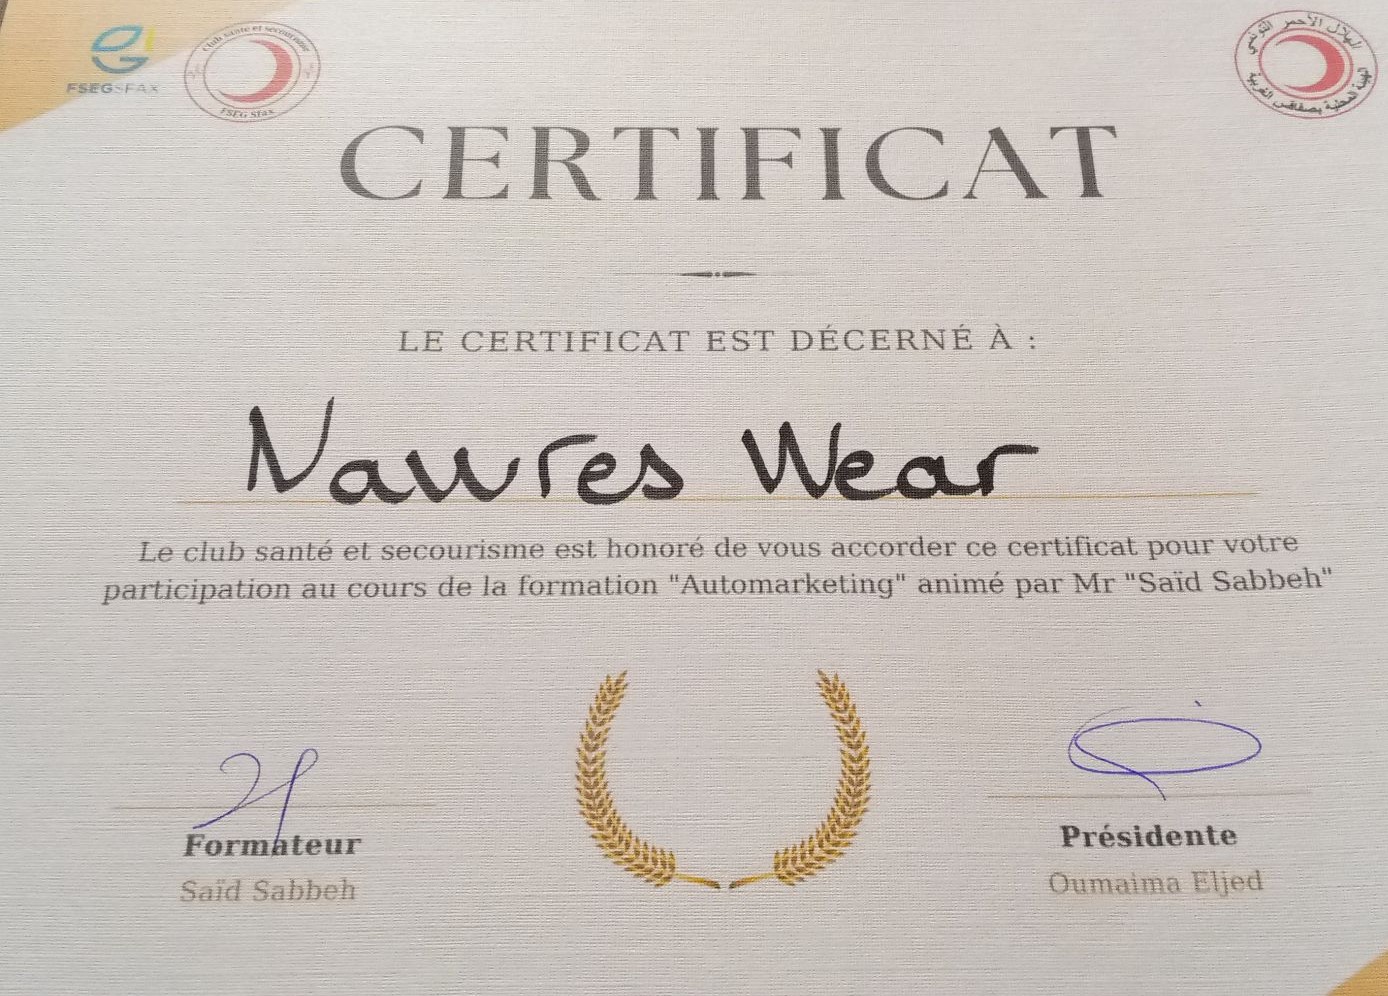 FSEGSFAX
Club santé et secourisme
FSEG Sfax
الهلال الأحمر التونسي
الهيئة المحلية بصفاقس الغربية
CERTIFICAT
LE CERTIFICAT EST DÉCERNÉ À :
Nawres Wear
Le club santé et secourisme est honoré de vous accorder ce certificat pour votre
participation au cours de la formation "Automarketing" animé par Mr "Saïd Sabbeh"
Formateur
Saïd Sabbeh
Présidente
Oumaima Eljed